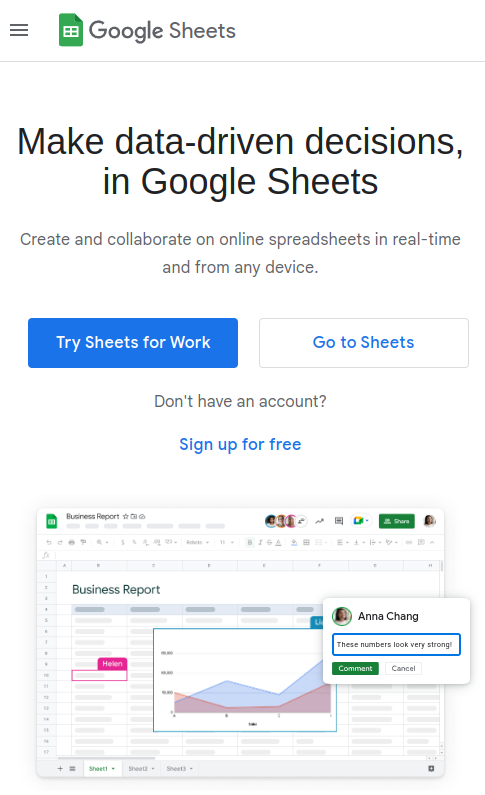 Google Sheets
Make data-driven decisions,
in Google Sheets
Create and collaborate on online spreadsheets in real-time
and from any device.
Try Sheets for Work
Go to Sheets
Don't have an account?
Sign up for free
Business Report
Share
Business Report
Anna Chang
These numbers look very strong!
Comment
Cancel
Helen
Sheet1
Sheet2
Sheet3